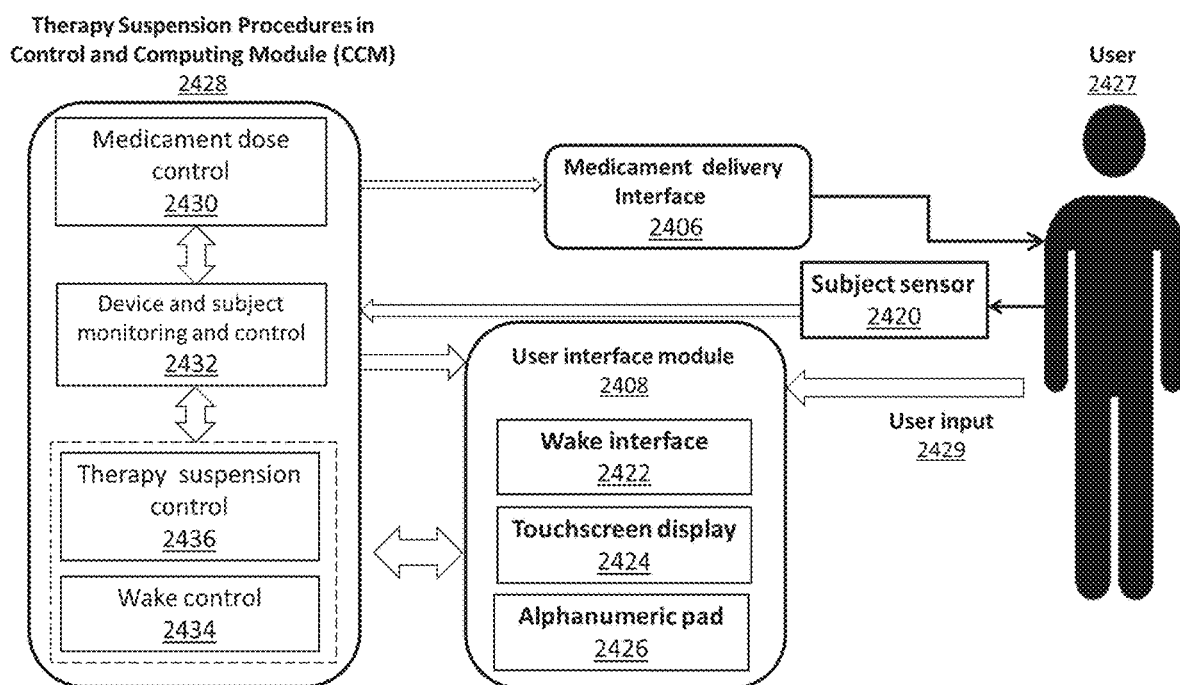 Therapy Suspension Procedures in
Control and Computing Module (CCM)
2428
Medicament dose
control
2430
Device and subject
monitoring and control
2432
Therapy suspension
control
2436
Wake control
2434
Medicament delivery
Interface
2406
Subject sensor
2420
User interface module
2408
Wake interface
2422
Touchscreen display
2424
Alphanumeric pad
2426
User
2427
User input
2429